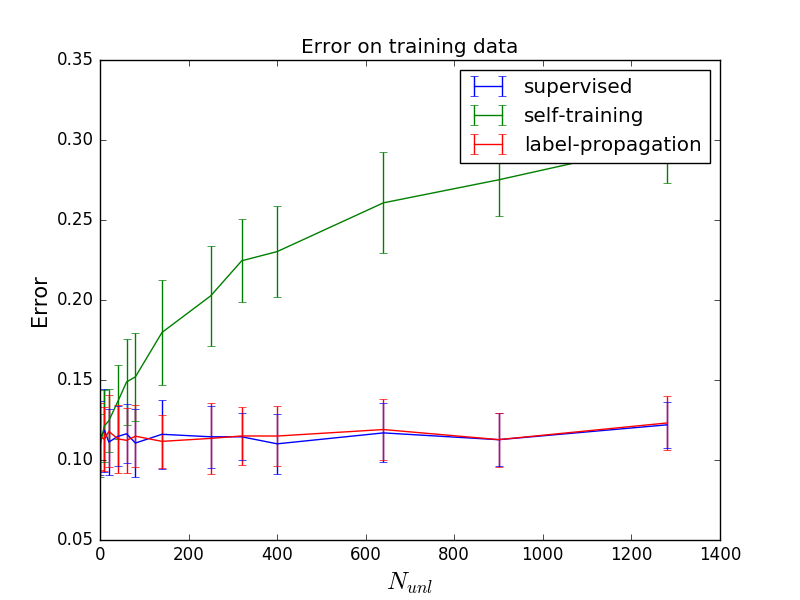 Error on training data
0.35
0.30
0.25
0.20
0.15
0.10
0.05
Error
supervised
self-training
label-propagation
0 200 400 600 800 1000 1200 1400
N_unl